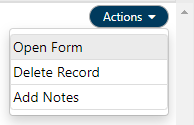 Actions
Open Form
Delete Record
Add Notes